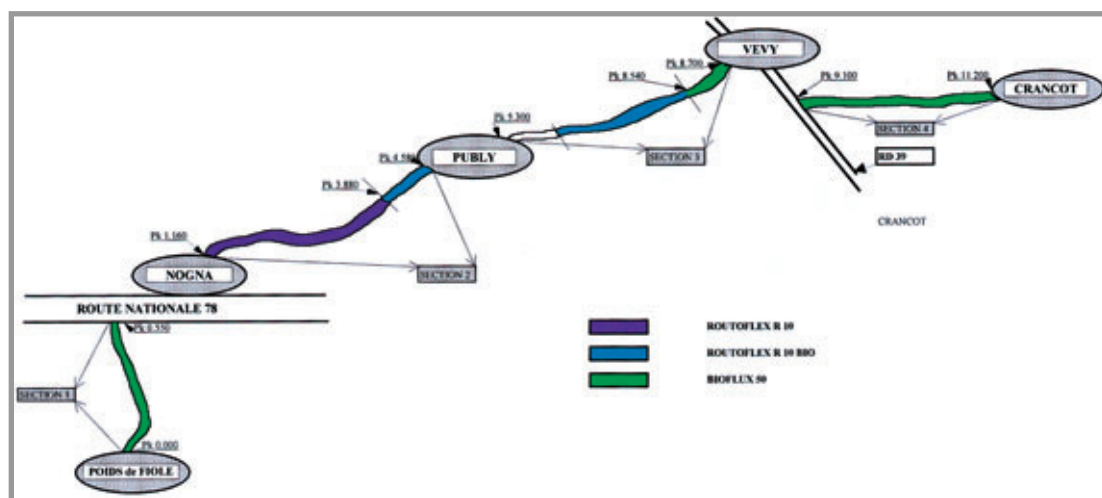 VEVY
Pk 8.700
Pk 8.540
Pk 9.100
Pk 11.200
CRANCOT
Pk 5.300
SECTION 4
PUBLY
SECTION 3
RD 39
Pk 4.580
Pk 3.880
CRANCOT
Pk 1.160
NOGNA
SECTION 2
ROUTE NATIONALE 78
ROUTOFLEX R 10
Pk 0.550
ROUTOFLEX R 10 BIO
BIOFLUX 50
SECTION 1
Pk 0.000
POIDS de FIOLE